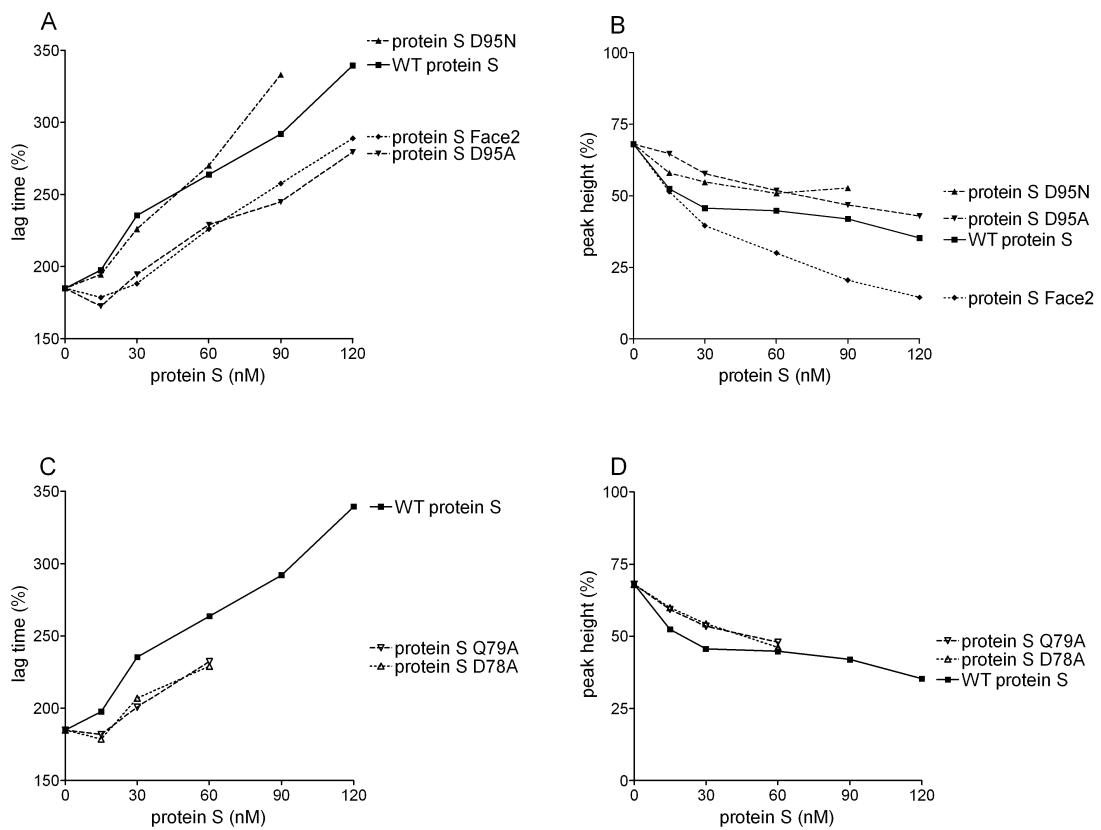 A
350
300
250
200
150
lag time (%)
0 30 60 90 120
protein S (nM)
protein S D95N
WT protein S
protein S Face2
protein S D95A
B
100
75
50
25
0
peak height (%)
0 30 60 90 120
protein S (nM)
protein S D95N
protein S D95A
WT protein S
protein S Face2
C
350
300
250
200
150
lag time (%)
0 30 60 90 120
protein S (nM)
WT protein S
protein S Q79A
protein S D78A
D
100
75
50
25
0
peak height (%)
0 30 60 90 120
protein S (nM)
protein S Q79A
protein S D78A
WT protein S